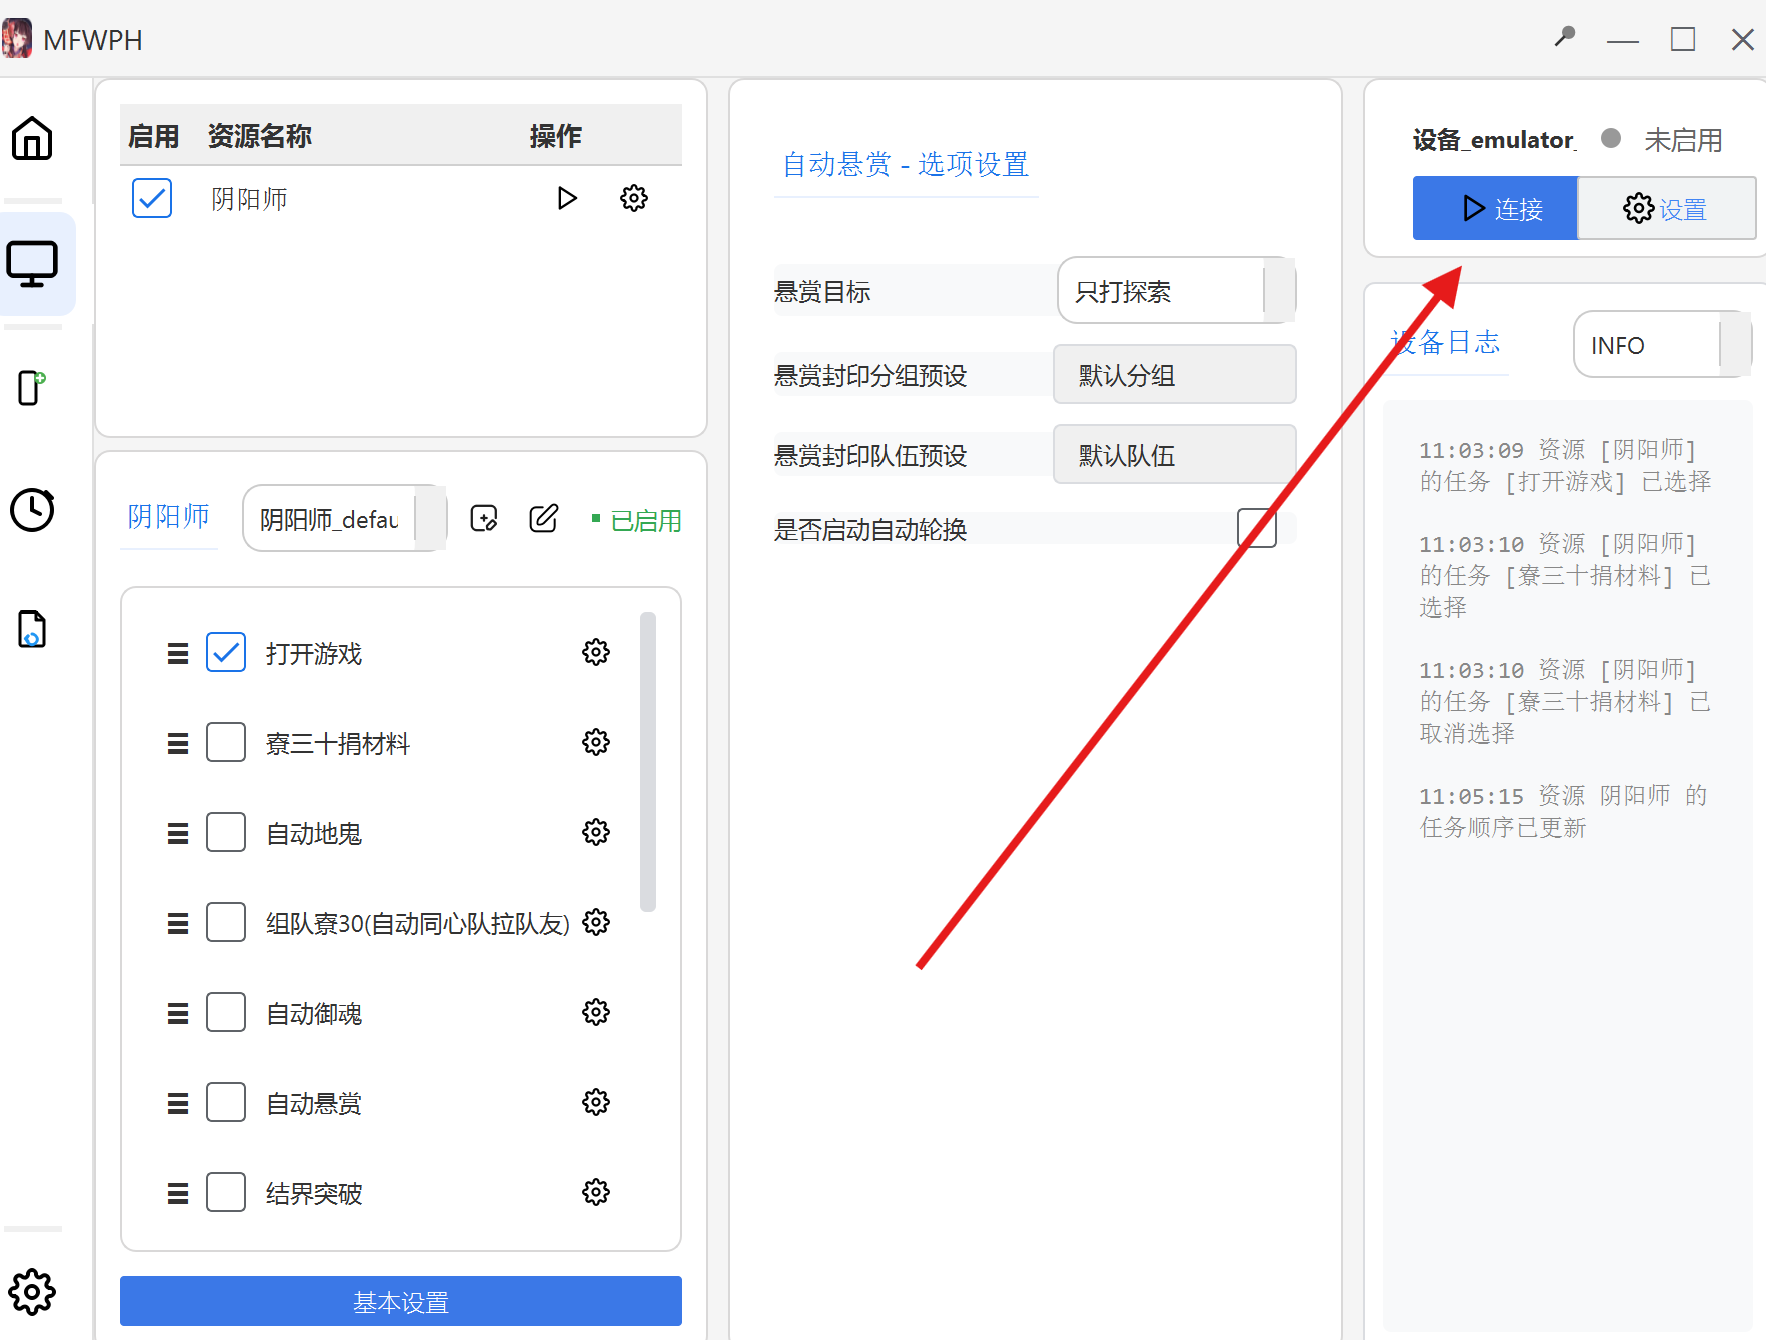 MFWPH
启用 资源名称 操作
阴阳师
阴阳师 阴阳师_defau 已启用
打开游戏
寮三十捐材料
自动地鬼
组队寮30(自动同心队拉队友)
自动御魂
自动悬赏
结界突破
基本设置
自动悬赏 - 选项设置
悬赏目标 只打探索
悬赏封印分组预设 默认分组
悬赏封印队伍预设 默认队伍
是否启动自动轮换
设备_emulator_ 未启用
连接 设置
设备日志 INFO
11:03:09 资源 [阴阳师]
的任务 [打开游戏] 已选择
11:03:10 资源 [阴阳师]
的任务 [寮三十捐材料] 已
选择
11:03:10 资源 [阴阳师]
的任务 [寮三十捐材料] 已
取消选择
11:05:15 资源 阴阳师 的
任务顺序已更新